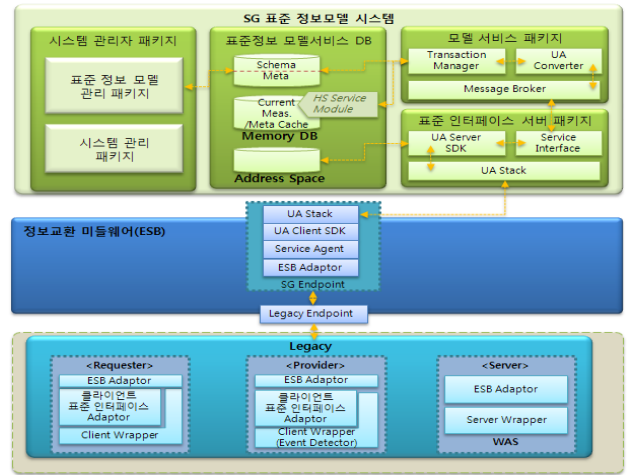 SG 표준 정보모델 시스템
시스템 관리자 패키지
표준 정보 모델
관리 패키지
시스템 관리
패키지
표준정보 모델서비스 DB
Schema
Meta
Current
Meas.
/Meta Cache
HS Service
Module
Memory DB
Address Space
모델 서비스 패키지
Transaction
Manager
UA
Converter
Message Broker
표준 인터페이스 서버 패키지
UA Server
SDK
Service
Interface
UA Stack
정보교환 미들웨어(ESB)
UA Stack
UA Client SDK
Service Agent
ESB Adaptor
SG Endpoint
Legacy Endpoint
Legacy
<Requester>
ESB Adaptor
클라이언트
표준 인터페이스
Adaptor
Client Wrapper
<Provider>
ESB Adaptor
클라이언트
표준 인터페이스
Adaptor
Client Wrapper
(Event Detector)
<Server>
ESB Adaptor
Server Wrapper
WAS